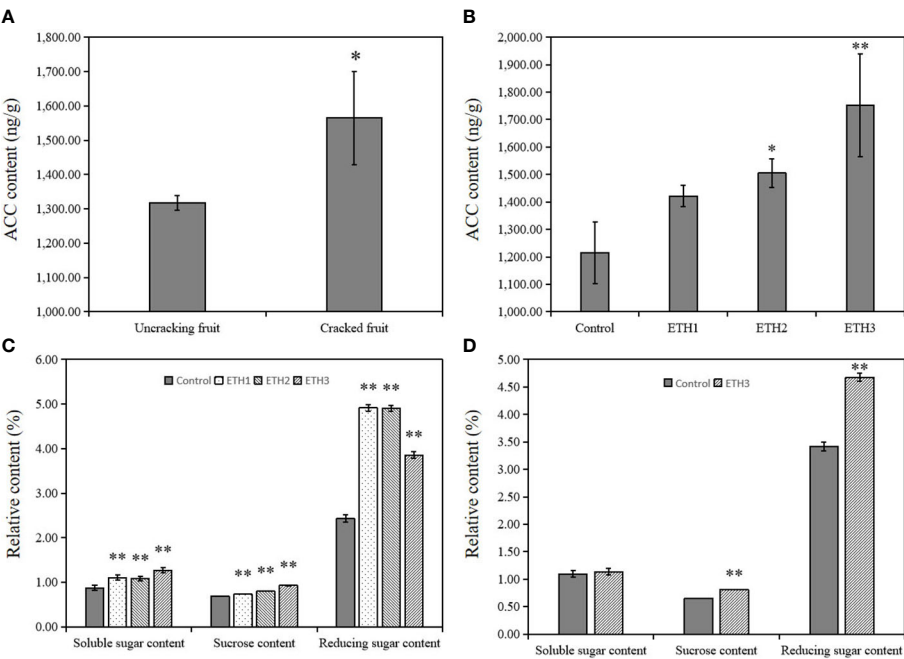 A
ACC content (ng/g)
1,800.00
1,700.00
1,600.00
1,500.00
1,400.00
1,300.00
1,200.00
1,100.00
1,000.00
*
Uncracking fruit Cracked fruit
B
ACC content (ng/g)
2,000.00
1,900.00
1,800.00
1,700.00
1,600.00
1,500.00
1,400.00
1,300.00
1,200.00
1,100.00
1,000.00
* **
Control ETH1 ETH2 ETH3
C
Relative content (%)
6.00
5.00
4.00
3.00
2.00
1.00
0.00
Control ETH1 ETH2 ETH3
** ** **
** ** **
** ** **
Soluble sugar content Sucrose content Reducing sugar content
D
Relative content (%)
5.00
4.50
4.00
3.50
3.00
2.50
2.00
1.50
1.00
0.50
0.00
Control ETH3
**
**
Soluble sugar content Sucrose content Reducing sugar content